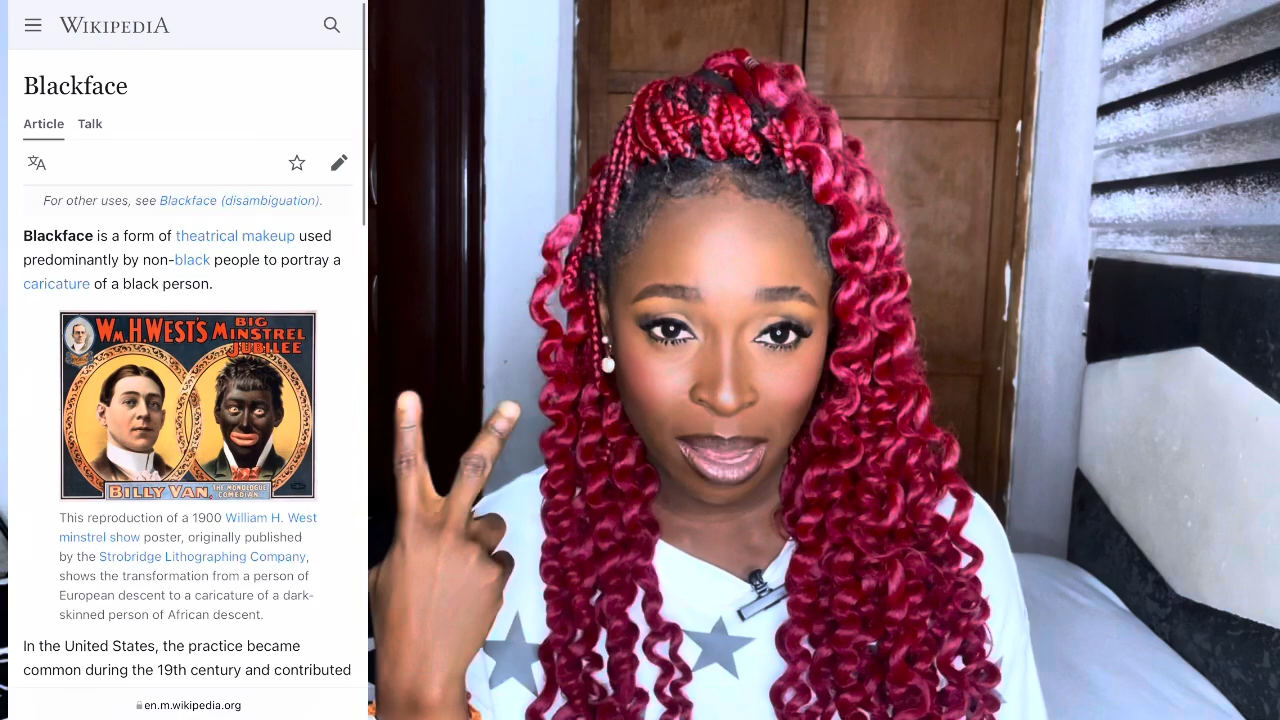 WIKIPEDIA
Blackface
Article Talk
For other uses, see Blackface (disambiguation).
Blackface is a form of theatrical makeup used
predominantly by non-black people to portray a
caricature of a black person.
WM. H. WEST'S BIG
MINSTREL
JUBILEE
BILLY VAN, THE MONOLOGUE
COMEDIAN
This reproduction of a 1900 William H. West
minstrel show poster, originally published
by the Strobridge Lithographing Company,
shows the transformation from a person of
European descent to a caricature of a dark-
skinned person of African descent.
In the United States, the practice became
common during the 19th century and contributed
en.m.wikipedia.org